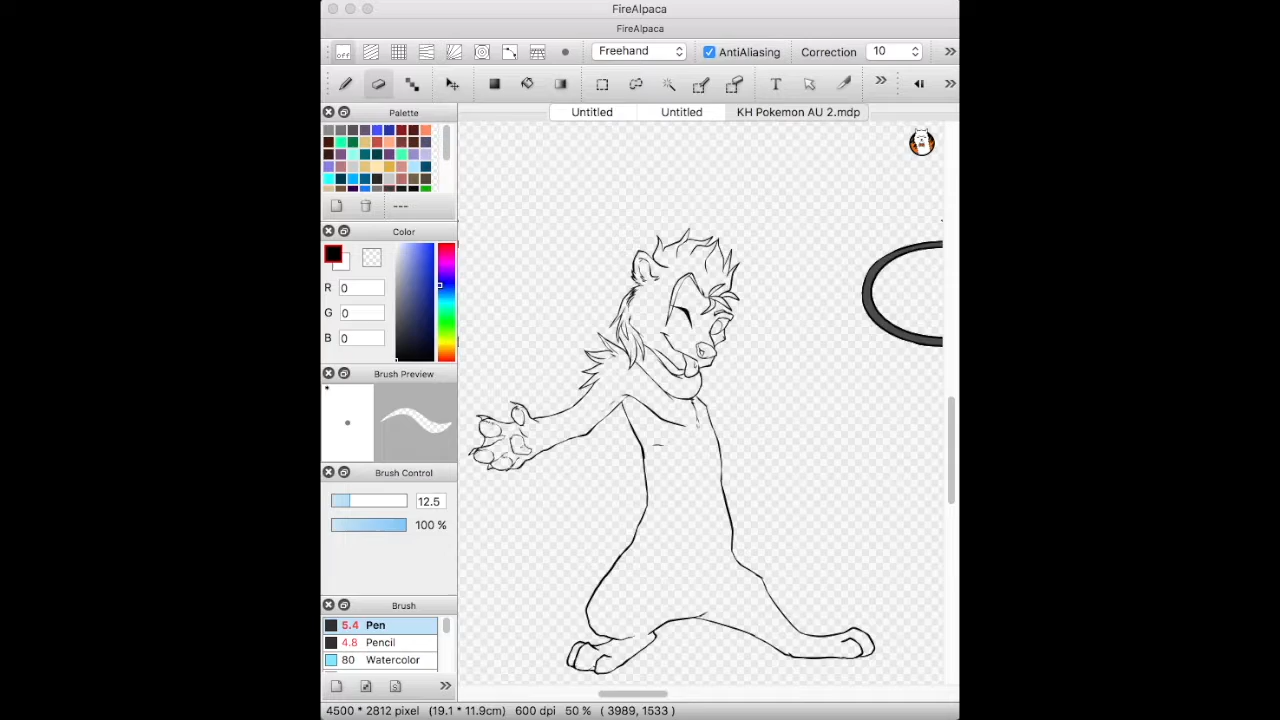 FireAlpaca
FireAlpaca
off Freehand AntiAliasing Correction 10
T
Untitled Untitled KH Pokemon AU 2.mdp
Palette
---
Color
R 0
G 0
B 0
Brush Preview
Brush Control
12.5
100 %
Brush
5.4 Pen
4.8 Pencil
80 Watercolor
S
4500 * 2812 pixel (19.1 * 11.9cm) 600 dpi 50 % ( 3989, 1533 )